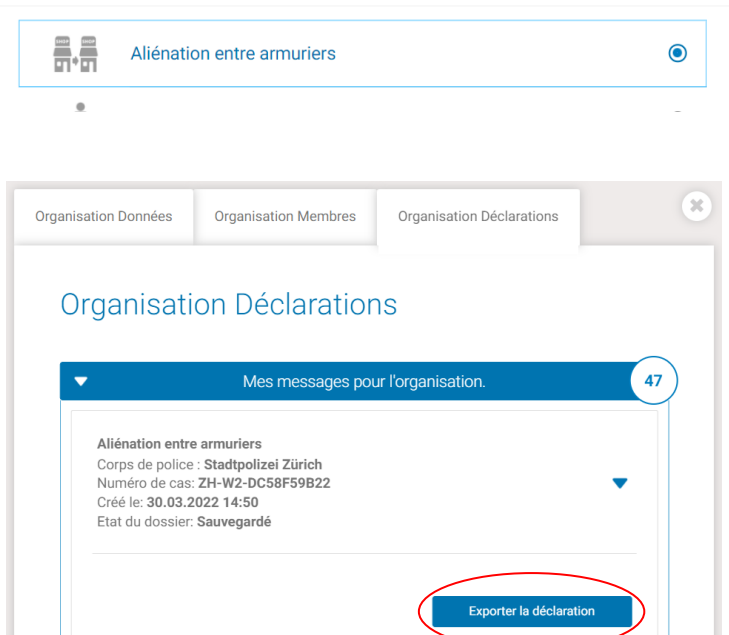 SHOP SHOP
Aliénation entre armuriers
Organisation Données
Organisation Membres
Organisation Déclarations
Organisation Déclarations
Mes messages pour l'organisation.
47
Aliénation entre armuriers
Corps de police : Stadtpolizei Zürich
Numéro de cas: ZH-W2-DC58F59B22
Créé le: 30.03.2022 14:50
Etat du dossier: Sauvegardé
Exporter la déclaration